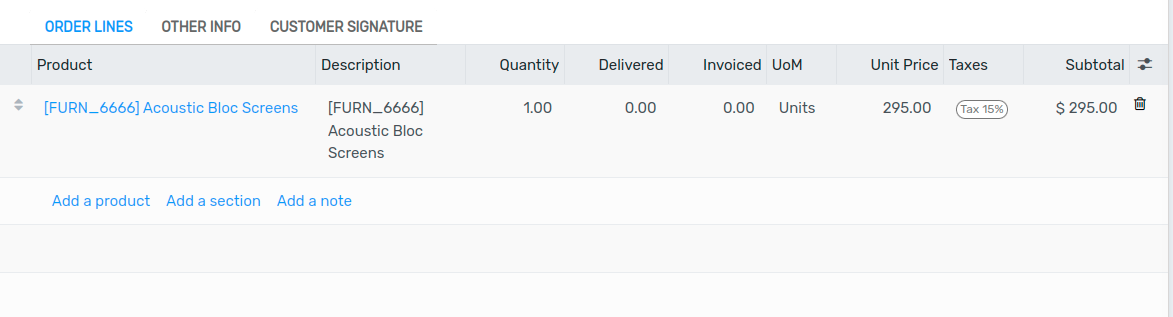 ORDER LINES OTHER INFO CUSTOMER SIGNATURE
Product Description Quantity Delivered Invoiced UoM Unit Price Taxes Subtotal
[FURN_6666] Acoustic Bloc Screens [FURN_6666] 1.00 0.00 0.00 Units 295.00 Tax 15% $ 295.00
Acoustic Bloc
Screens
Add a product Add a section Add a note